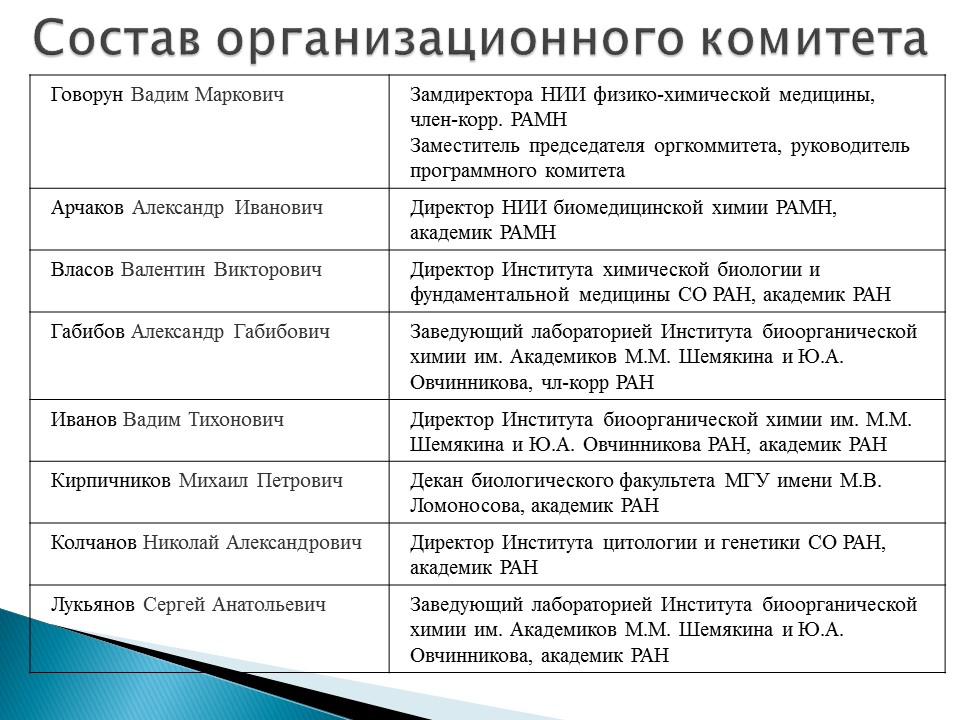 Состав организационного комитета
Говорун Вадим Маркович
Замдиректора НИИ физико-химической медицины,
член-корр. РАМН
Заместитель председателя оргкоммитета, руководитель
программного комитета
Арчаков Александр Иванович
Директор НИИ биомедицинской химии РАМН,
академик РАМН
Власов Валентин Викторович
Директор Института химической биологии и
фундаментальной медицины СО РАН, академик РАН
Габибов Александр Габибович
Заведующий лабораторией Института биоорганической
химии им. Академиков М.М. Шемякина и Ю.А.
Овчинникова, чл-корр РАН
Иванов Вадим Тихонович
Директор Института биоорганической химии им. М.М.
Шемякина и Ю.А. Овчинникова РАН, академик РАН
Кирпичников Михаил Петрович
Декан биологического факультета МГУ имени М.В.
Ломоносова, академик РАН
Колчанов Николай Александрович
Директор Института цитологии и генетики СО РАН,
академик РАН
Лукьянов Сергей Анатольевич
Заведующий лабораторией Института биоорганической
химии им. Академиков М.М. Шемякина и Ю.А.
Овчинникова, академик РАН